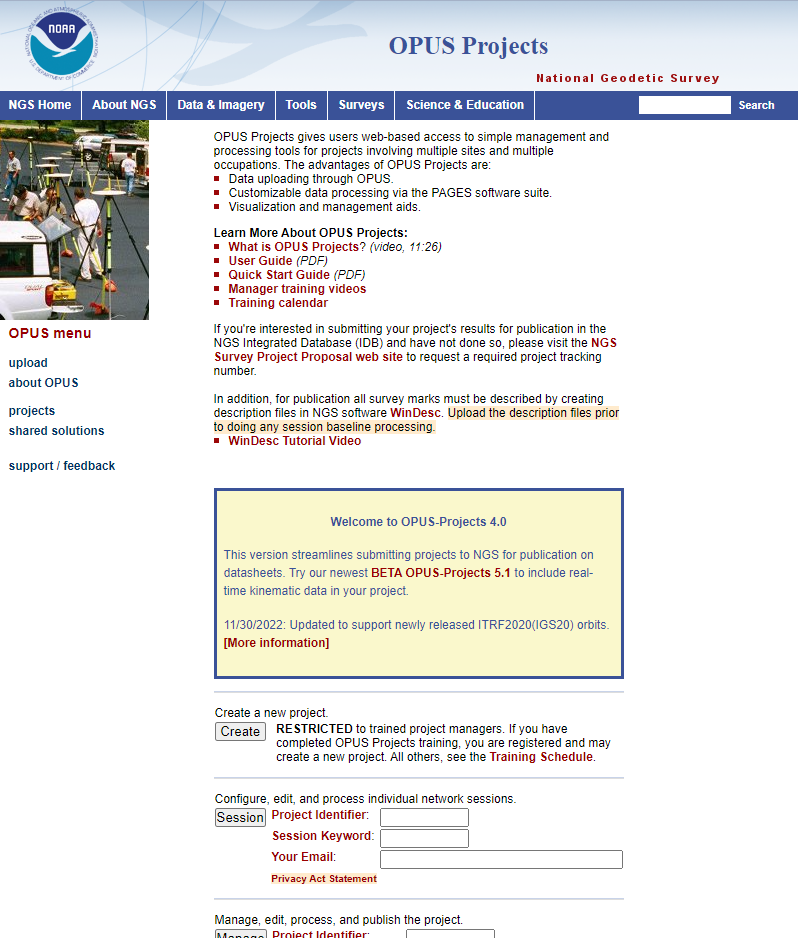 NOAA
OPUS Projects
National Geodetic Survey
NGS Home
About NGS
Data & Imagery
Tools
Surveys
Science & Education
Search
OPUS menu
upload
about OPUS
projects
shared solutions
support / feedback
OPUS Projects gives users web-based access to simple management and
processing tools for projects involving multiple sites and multiple
occupations. The advantages of OPUS Projects are:
Data uploading through OPUS.
Customizable data processing via the PAGES software suite.
Visualization and management aids.
Learn More About OPUS Projects:
What is OPUS Projects? (video, 11:26)
User Guide (PDF)
Quick Start Guide (PDF)
Manager training videos
Training calendar
If you're interested in submitting your project's results for publication in the
NGS Integrated Database (IDB) and have not done so, please visit the NGS
Survey Project Proposal web site to request a required project tracking
number.
In addition, for publication all survey marks must be described by creating
description files in NGS software WinDesc. Upload the description files prior
to doing any session baseline processing.
WinDesc Tutorial Video
Welcome to OPUS-Projects 4.0
This version streamlines submitting projects to NGS for publication on
datasheets. Try our newest BETA OPUS-Projects 5.1 to include real-
time kinematic data in your project.
11/30/2022: Updated to support newly released ITRF2020(IGS20) orbits.
[More information]
Create a new project.
Create
RESTRICTED to trained project managers. If you have
completed OPUS Projects training, you are registered and may
create a new project. All others, see the Training Schedule.
Configure, edit, and process individual network sessions.
Session
Project Identifier:
Session Keyword:
Your Email:
Privacy Act Statement
Manage, edit, process, and publish the project.
Manage
Project Identifier: